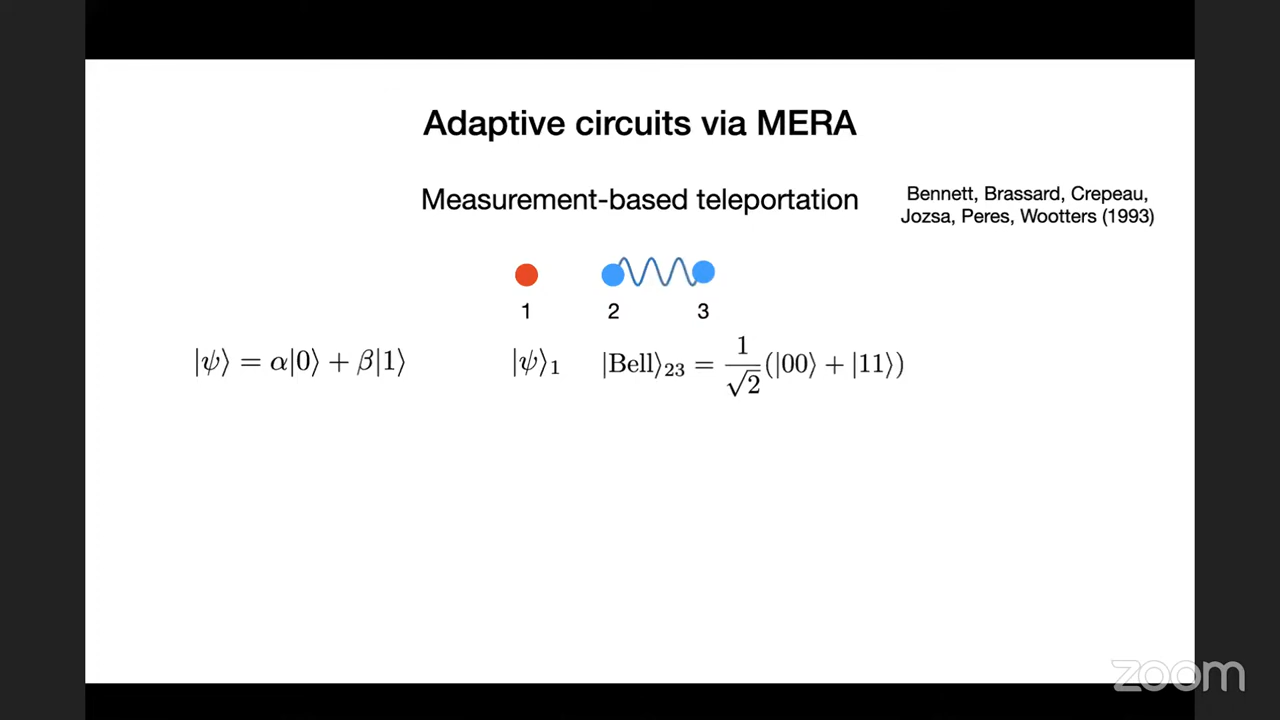 Adaptive circuits via MERA
Measurement-based teleportation
Bennett, Brassard, Crepeau,
Jozsa, Peres, Wootters (1993)
1 2 3
|ψ⟩ = α|0⟩ + β|1⟩ |ψ⟩₁ |Bell⟩₂₃ = 1/√2 (|00⟩ + |11⟩)
zoom